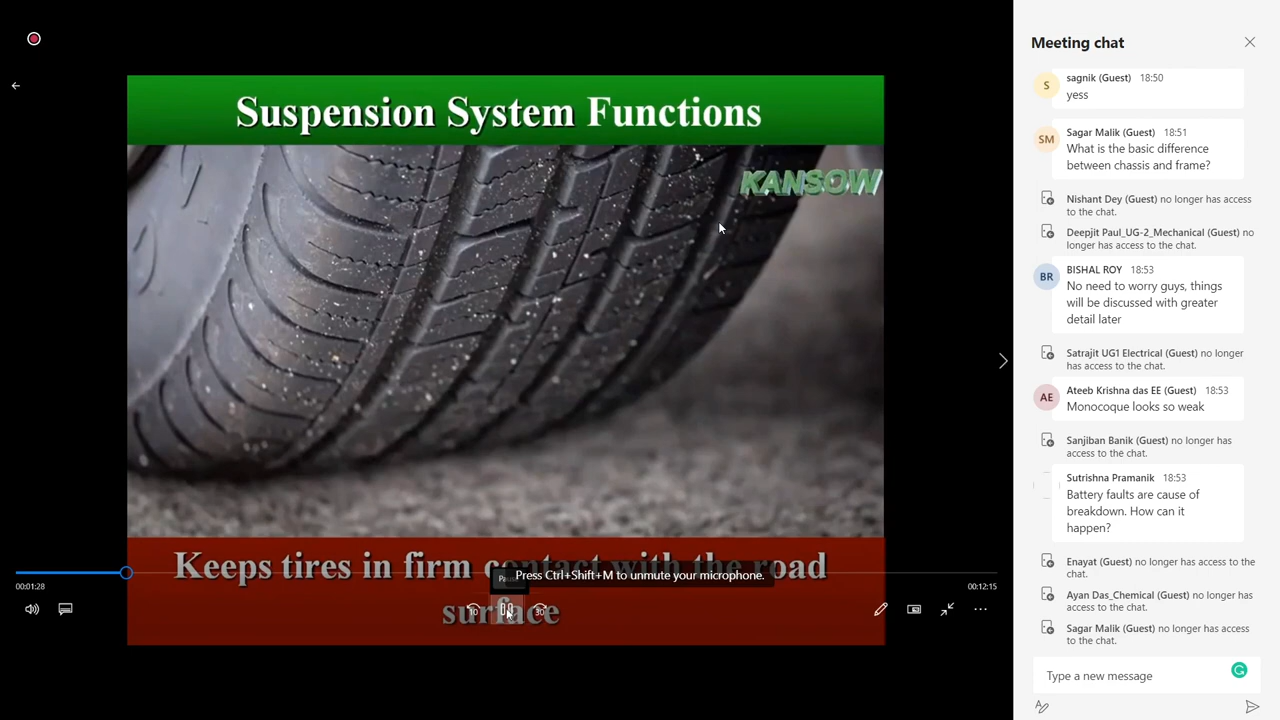 Suspension System Functions
KANSOW
Keeps tires in firm contact with the road
surface
Press Ctrl+Shift+M to unmute your microphone.
00:01:28
00:12:15
10
30
Meeting chat
S
sagnik (Guest) 18:50
yess
SM
Sagar Malik (Guest) 18:51
What is the basic difference
between chassis and frame?
Nishant Dey (Guest) no longer has access
to the chat.
Deepjit Paul_UG-2_Mechanical (Guest) no
longer has access to the chat.
BR
BISHAL ROY 18:53
No need to worry guys, things
will be discussed with greater
detail later
Satrajit UG1 Electrical (Guest) no longer
has access to the chat.
AE
Ateeb Krishna das EE (Guest) 18:53
Monocoque looks so weak
Sanjiban Banik (Guest) no longer has
access to the chat.
Sutrishna Pramanik 18:53
Battery faults are cause of
breakdown. How can it
happen?
Enayat (Guest) no longer has access to the
chat.
Ayan Das_Chemical (Guest) no longer has
access to the chat.
Sagar Malik (Guest) no longer has access
to the chat.
Type a new message